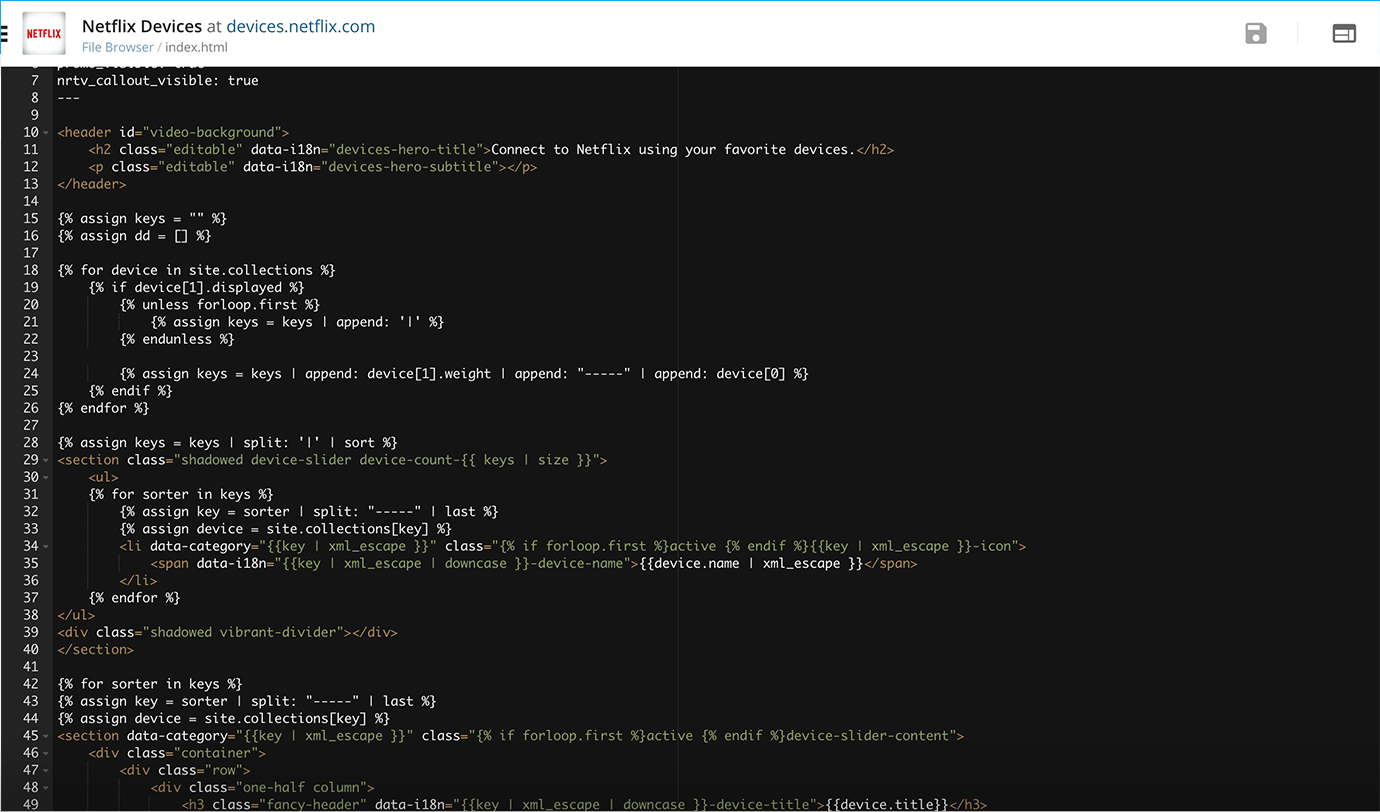 NETFLIX
Netflix Devices at devices.netflix.com
File Browser / index.html
7 nrtv_callout_visible: true
8 ---
9
10 <header id="video-background">
11 <h2 class="editable" data-i18n="devices-hero-title">Connect to Netflix using your favorite devices.</h2>
12 <p class="editable" data-i18n="devices-hero-subtitle"></p>
13 </header>
14
15 {% assign keys = "" %}
16 {% assign dd = [] %}
17
18 {% for device in site.collections %}
19 {% if device[1].displayed %}
20 {% unless forloop.first %}
21 {% assign keys = keys | append: '|' %}
22 {% endunless %}
23
24 {% assign keys = keys | append: device[1].weight | append: "-----" | append: device[0] %}
25 {% endif %}
26 {% endfor %}
27
28 {% assign keys = keys | split: '|' | sort %}
29 <section class="shadowed device-slider device-count-{{ keys | size }}">
30 <ul>
31 {% for sorter in keys %}
32 {% assign key = sorter | split: "-----" | last %}
33 {% assign device = site.collections[key] %}
34 <li data-category="{{key | xml_escape }}" class="{% if forloop.first %}active {% endif %}{{key | xml_escape }}-icon">
35 <span data-i18n="{{key | xml_escape | downcase }}-device-name">{{device.name | xml_escape }}</span>
36 </li>
37 {% endfor %}
38 </ul>
39 <div class="shadowed vibrant-divider"></div>
40 </section>
41
42 {% for sorter in keys %}
43 {% assign key = sorter | split: "-----" | last %}
44 {% assign device = site.collections[key] %}
45 <section data-category="{{key | xml_escape }}" class="{% if forloop.first %}active {% endif %}device-slider-content">
46 <div class="container">
47 <div class="row">
48 <div class="one-half column">
49 <h3 class="fancy-header" data-i18n="{{key | xml_escape | downcase }}-device-title">{{device.title}}</h3>